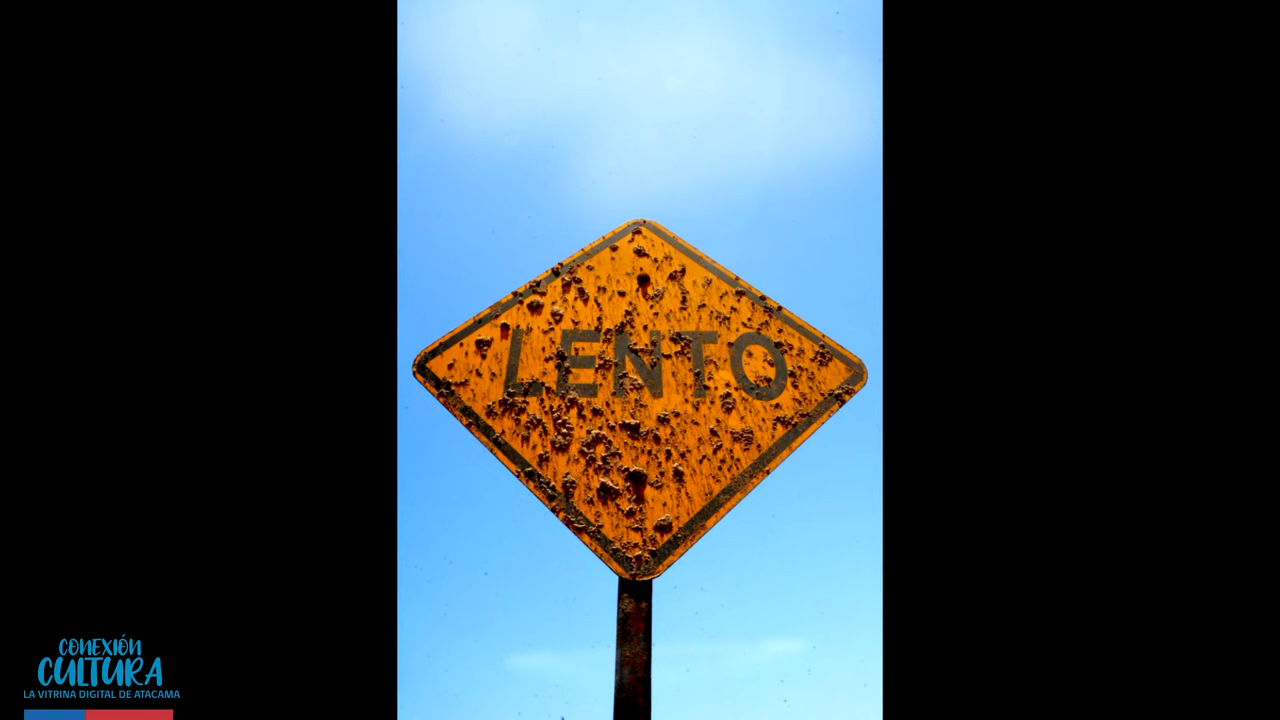 LENTO
CONEXIÓN
CULTURA
LA VITRINA DIGITAL DE ATACAMA